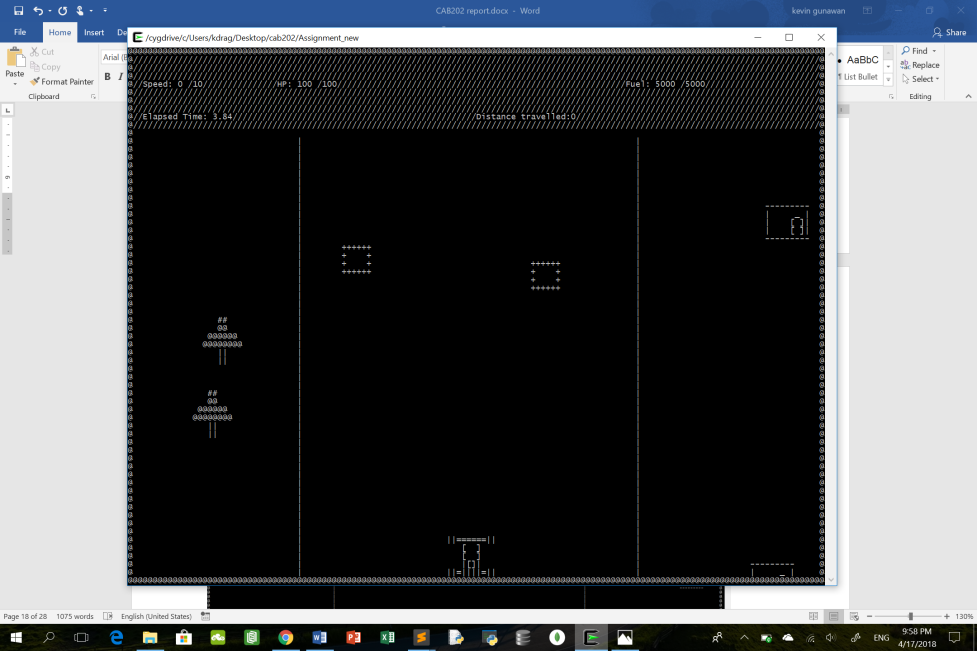 CAB202 report.docx - Word
kevin gunawan
File Home Insert De
Share
Cut
Copy
Format Painter
Paste
Clipboard
Arial (B
B I
AaBbC
1 List Bullet
Find
Replace
Select
Editing
/cygdrive/c/Users/kdrag/Desktop/cab202/Assignment_new
Speed: 0 /10 HP: 100 /100 Fuel: 5000 /5000
Elapsed Time: 3.84 Distance travelled:0
Page 18 of 28 1075 words English (United States) 130%
ENG
9:58 PM
4/17/2018